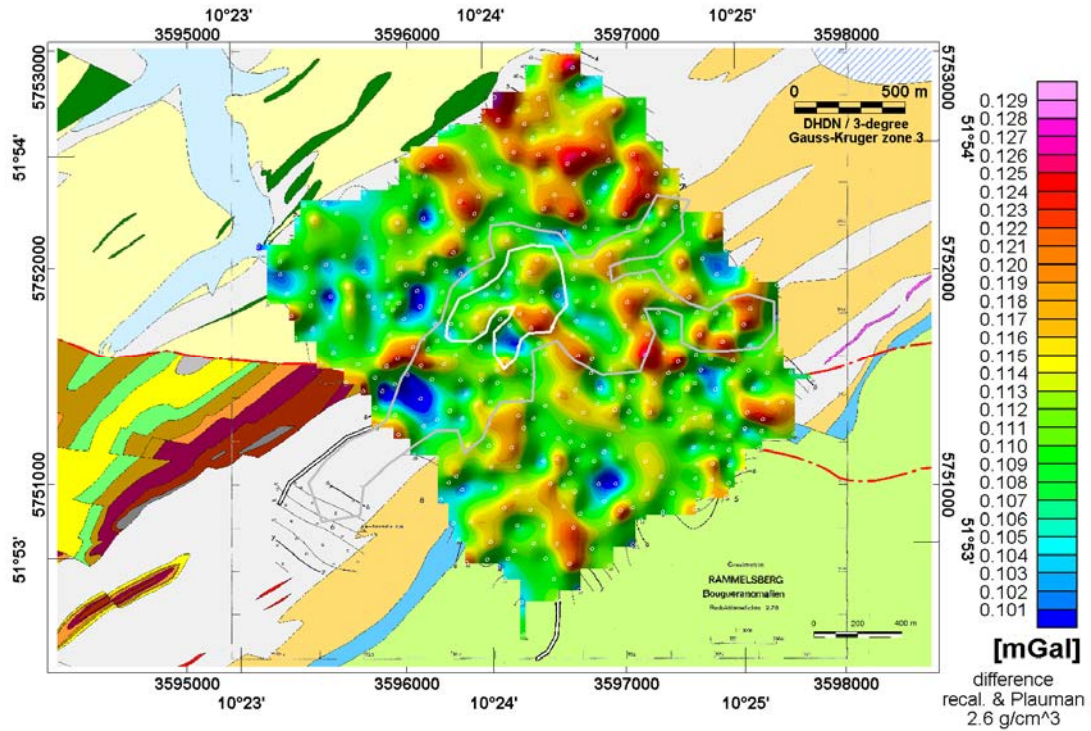 10°23' 10°24' 10°25'
3595000 3596000 3597000 3598000
5753000
51°54'
5752000
5751000
51°53'
0 500 m
DHDN / 3-degree
Gauss-Kruger zone 3
5753000
51°54'
5752000
5751000
51°53'
RAMMELSBERG
Bougueranomalien
0 200 400 m
3595000 3596000 3597000 3598000
10°23' 10°24' 10°25'
0.129
0.128
0.127
0.126
0.125
0.123
0.122
0.121
0.120
0.119
0.118
0.117
0.116
0.115
0.114
0.113
0.111
0.110
0.109
0.108
0.107
0.106
0.105
0.104
0.103
0.102
0.101
[mGal]
difference
recal. & Plauman
2.6 g/cm^3